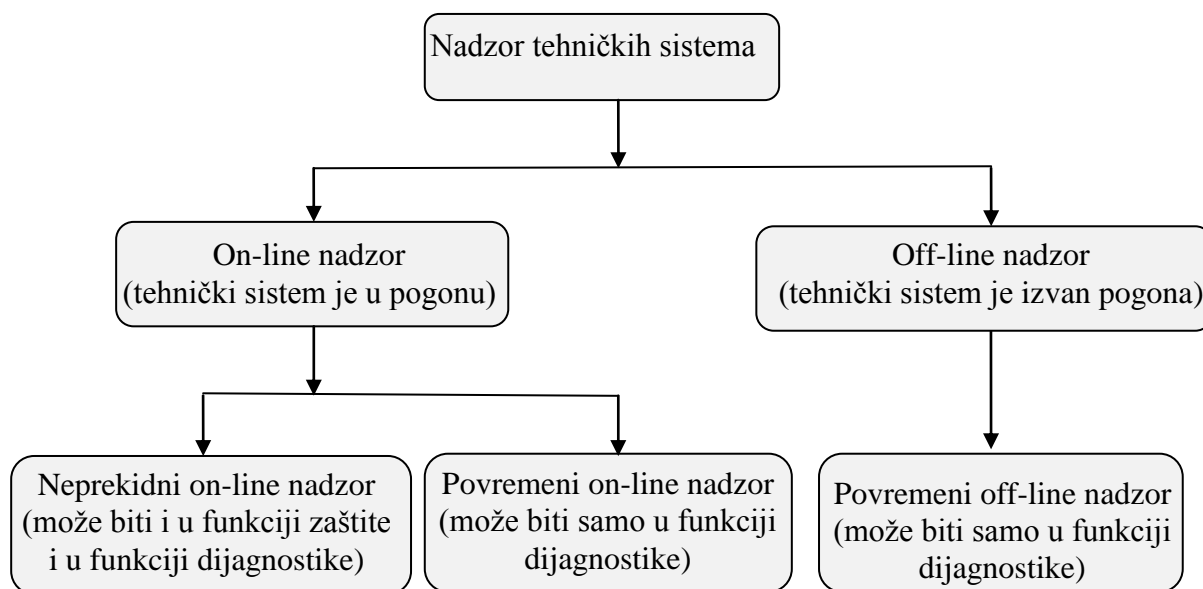 Nadzor tehničkih sistema
On-line nadzor
(tehnički sistem je u pogonu)
Off-line nadzor
(tehnički sistem je izvan pogona)
Neprekidni on-line nadzor
(može biti i u funkciji zaštite
i u funkciji dijagnostike)
Povremeni on-line nadzor
(može biti samo u funkciji
dijagnostike)
Povremeni off-line nadzor
(može biti samo u funkciji
dijagnostike)